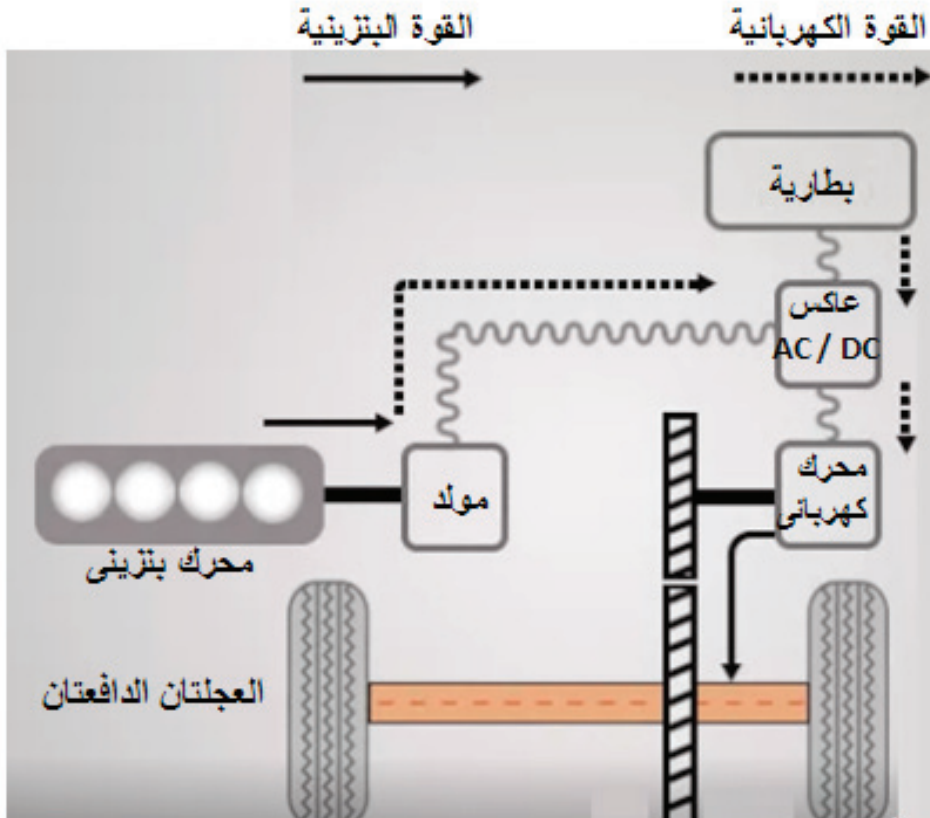 القوة الكهربائية
القوة البنزينية
بطارية
عاكس
AC / DC
محرك
كهربائى
مولد
محرك بنزينى
العجلتان الدافعتان